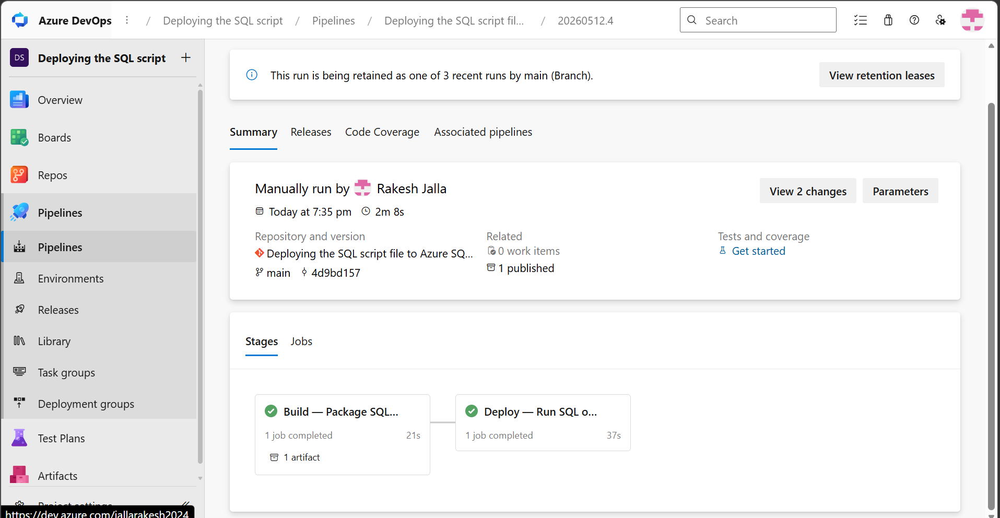 Azure DevOps / Deploying the SQL script / Pipelines / Deploying the SQL script fil... / 20260512.4
Search
DS Deploying the SQL script +
Overview
Boards
Repos
Pipelines
Pipelines
Environments
Releases
Library
Task groups
Deployment groups
Test Plans
Artifacts
Project settings
https://dev.azure.com/jallarakesh2024
This run is being retained as one of 3 recent runs by main (Branch).
View retention leases
Summary Releases Code Coverage Associated pipelines
Manually run by Rakesh Jalla
View 2 changes Parameters
Today at 7:35 pm 2m 8s
Repository and version
Deploying the SQL script file to Azure SQ...
main 4d9bd157
Related
0 work items
1 published
Tests and coverage
Get started
Stages Jobs
Build — Package SQL...
1 job completed 21s
1 artifact
Deploy — Run SQL o...
1 job completed 37s